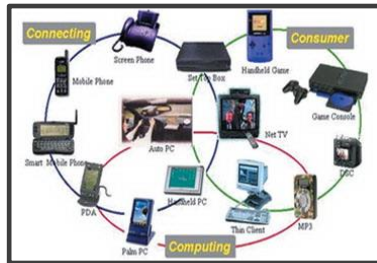 Connecting
Screen Phone
Consumer
Mobile Phone
Set Top Box
Handheld Game
Game Console
Smart Mobile Phone
Auto PC
Net TV
DSC
PDA
Handheld PC
Thin Client
MP3
Palm PC
Computing